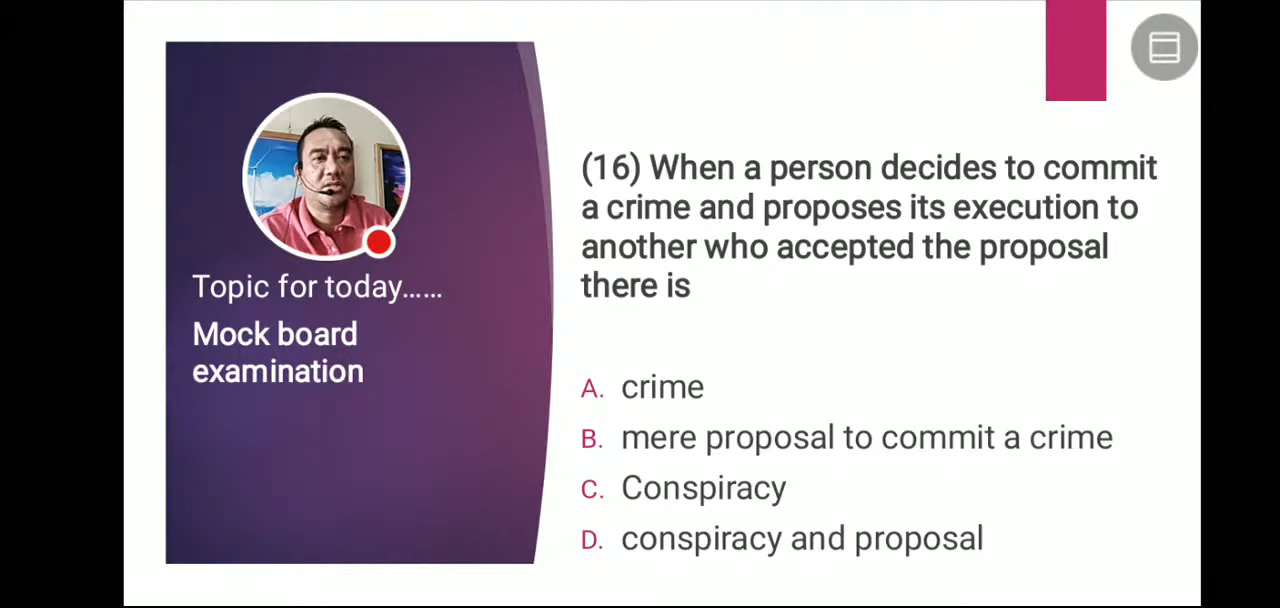 Topic for today......
Mock board
examination
(16) When a person decides to commit
a crime and proposes its execution to
another who accepted the proposal
there is
A. crime
B. mere proposal to commit a crime
C. Conspiracy
D. conspiracy and proposal